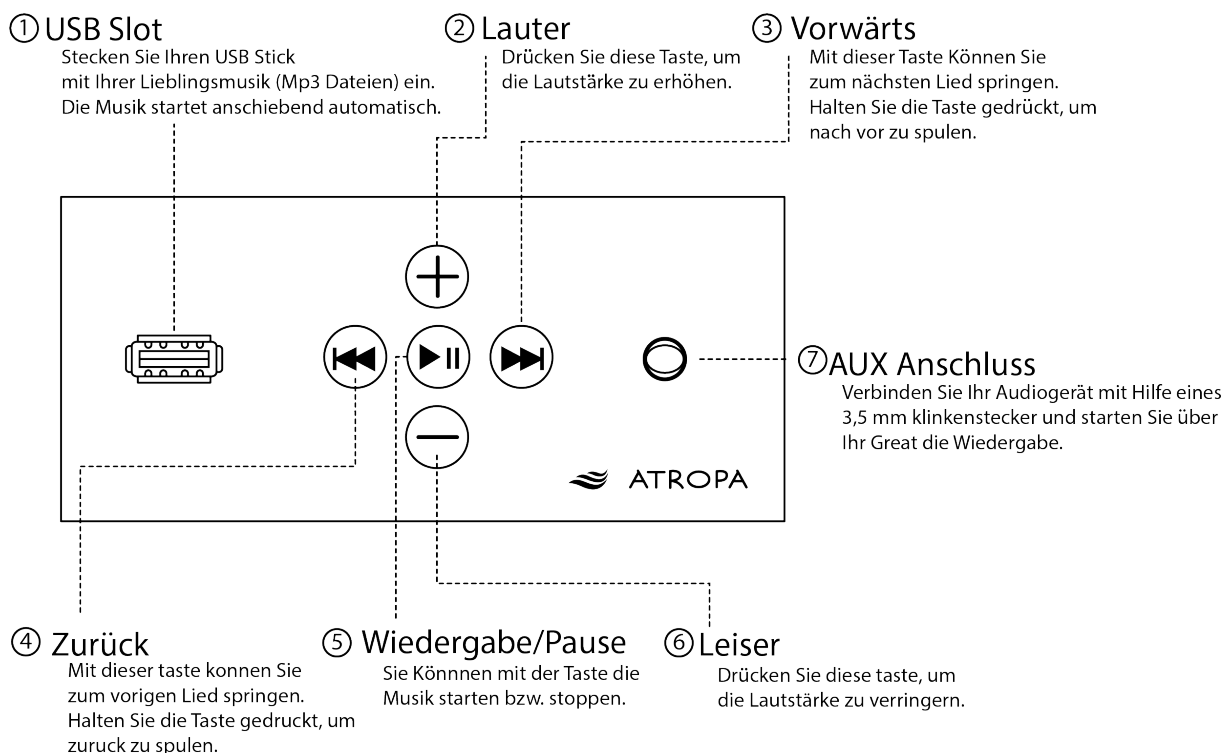 ① USB Slot
Stecken Sie Ihren USB Stick
mit Ihrer Lieblingsmusik (Mp3 Dateien) ein.
Die Musik startet anschiebend automatisch.
② Lauter
Drücken Sie diese Taste, um
die Lautstärke zu erhöhen.
③ Vorwärts
Mit dieser Taste Können Sie
zum nächsten Lied springen.
Halten Sie die Taste gedrückt, um
nach vor zu spulen.
⑦ AUX Anschluss
Verbinden Sie Ihr Audiogerät mit Hilfe eines
3,5 mm klinkenstecker und starten Sie über
Ihr Great die Wiedergabe.
ATROPA
④ Zurück
Mit dieser taste konnen Sie
zum vorigen Lied springen.
Halten Sie die Taste gedruckt, um
zuruck zu spulen.
⑤ Wiedergabe/Pause
Sie Könnnen mit der Taste die
Musik starten bzw. stoppen.
⑥ Leiser
Drücken Sie diese taste, um
die Lautstärke zu verringern.